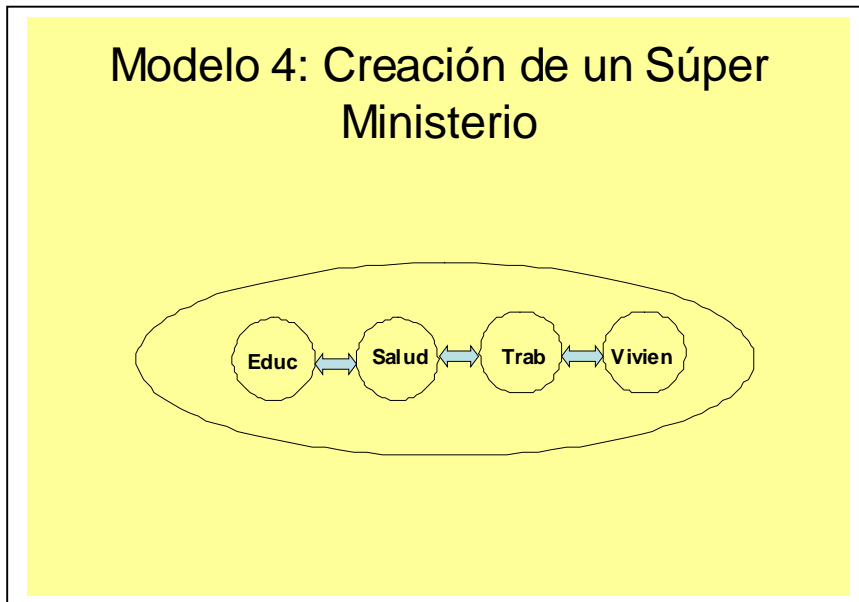 Modelo 4: Creación de un Súper
Ministerio
Educ
Salud
Trab
Vivien